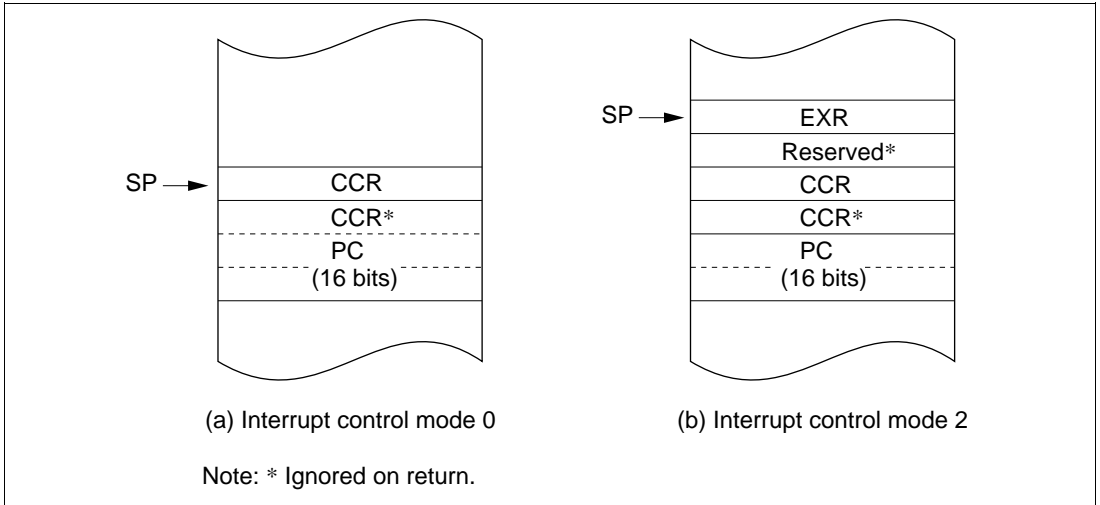 SP
CCR
CCR*
PC
(16 bits)
(a) Interrupt control mode 0
SP
EXR
Reserved*
CCR
CCR*
PC
(16 bits)
(b) Interrupt control mode 2
Note: * Ignored on return.